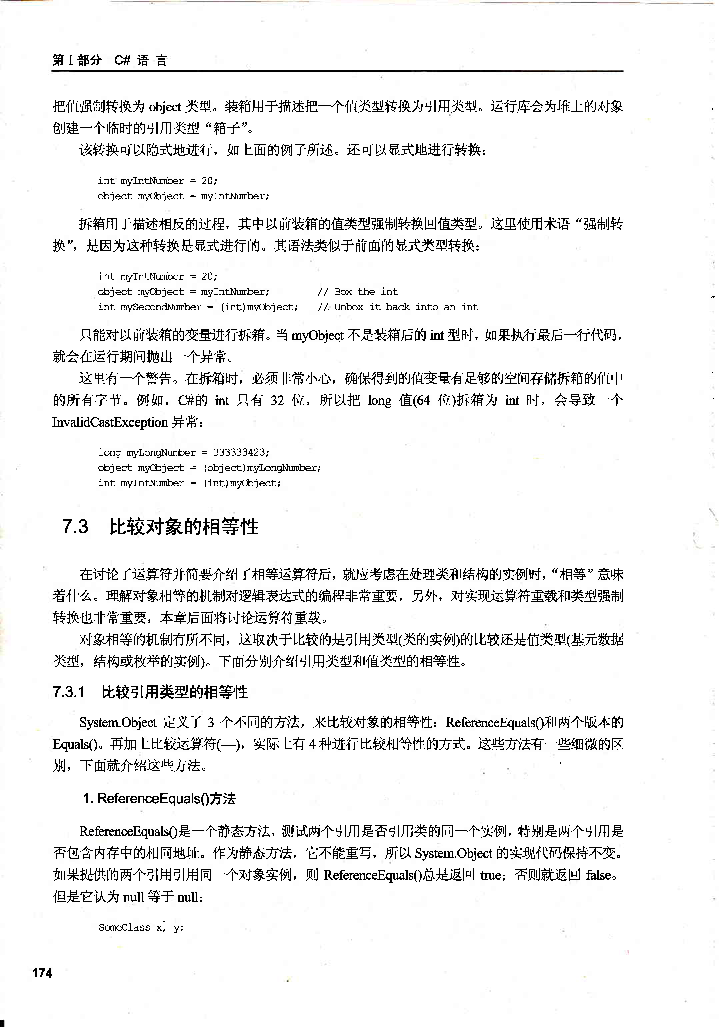 第Ⅰ部分 C# 语 言
把值强制转换为 object 类型。装箱用于描述把一个值类型转换为引用类型。运行库会为堆上的对象
创建一个临时的引用类型“箱子”。
该转换可以隐式地进行，如上面的例子所述。还可以显式地进行转换：
int myIntNumber = 20;
object myObject = myIntNumber;
拆箱用于描述相反的过程，其中以前装箱的值类型强制转换回值类型。这里使用术语“强制转
换”，是因为这种转换是显式进行的。其语法类似于前面的显式类型转换：
int myIntNumber = 20;
object myObject = myIntNumber; // Box the int
int mySecondNumber = (int)myObject; // Unbox it back into an int
只能对以前装箱的变量进行拆箱。当 myObject 不是装箱后的 int 型时，如果执行最后一行代码，
就会在运行期间抛出一个异常。
这里有一个警告。在拆箱时，必须非常小心，确保得到的值变量有足够的空间存储拆箱的值中
的所有字节。例如，C#的 int 只有 32 位，所以把 long 值(64 位)拆箱为 int 时，会导致一个
InvalidCastException 异常：
long myLongNumber = 333333423;
object myObject = (object)myLongNumber;
int myIntNumber = (int)myObject;
7.3 比较对象的相等性
在讨论了运算符并简要介绍了相等运算符后，就应考虑在处理类和结构的实例时，“相等”意味
着什么。理解对象相等的机制对逻辑表达式的编程非常重要，另外，对实现运算符重载和类型强制
转换也非常重要，本章后面将讨论运算符重载。
对象相等的机制有所不同，这取决于比较的是引用类型(类的实例)的比较还是值类型(基元数据
类型，结构或枚举的实例)。下面分别介绍引用类型和值类型的相等性。
7.3.1 比较引用类型的相等性
System.Object 定义了 3 个不同的方法，来比较对象的相等性：ReferenceEquals()和两个版本的
Equals()。再加上比较运算符(==)，实际上有 4 种进行比较相等性的方式。这些方法有一些细微的区
别，下面就介绍这些方法。
1. ReferenceEquals()方法
ReferenceEquals()是一个静态方法，测试两个引用是否引用类的同一个实例，特别是两个引用是
否包含内存中的相同地址。作为静态方法，它不能重写，所以 System.Object 的实现代码保持不变。
如果提供的两个引用引用同一个对象实例，则 ReferenceEquals()总是返回 true；否则就返回 false。
但是它认为 null 等于 null：
SomeClass x, y;
174